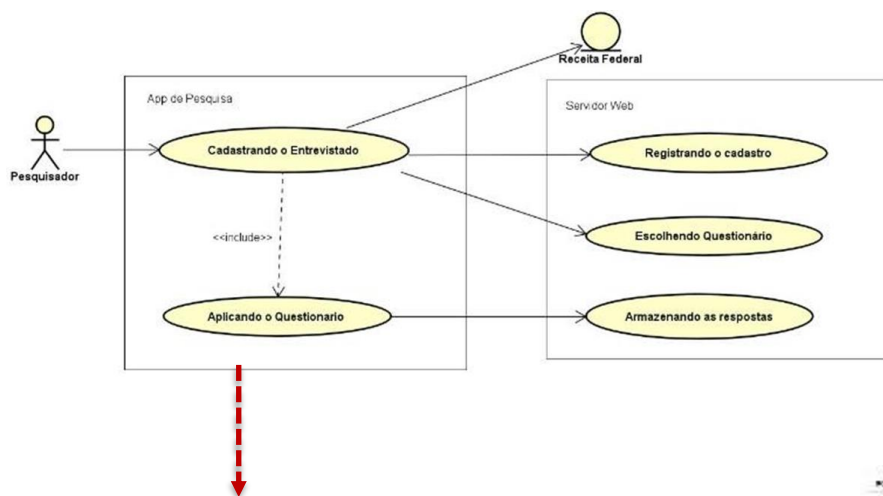 Receita Federal
App de Pesquisa
Servidor Web
Cadastrando o Entrevistado
Registrando o cadastro
Pesquisador
<<include>>
Escolhendo Questionário
Aplicando o Questionario
Armazenando as respostas